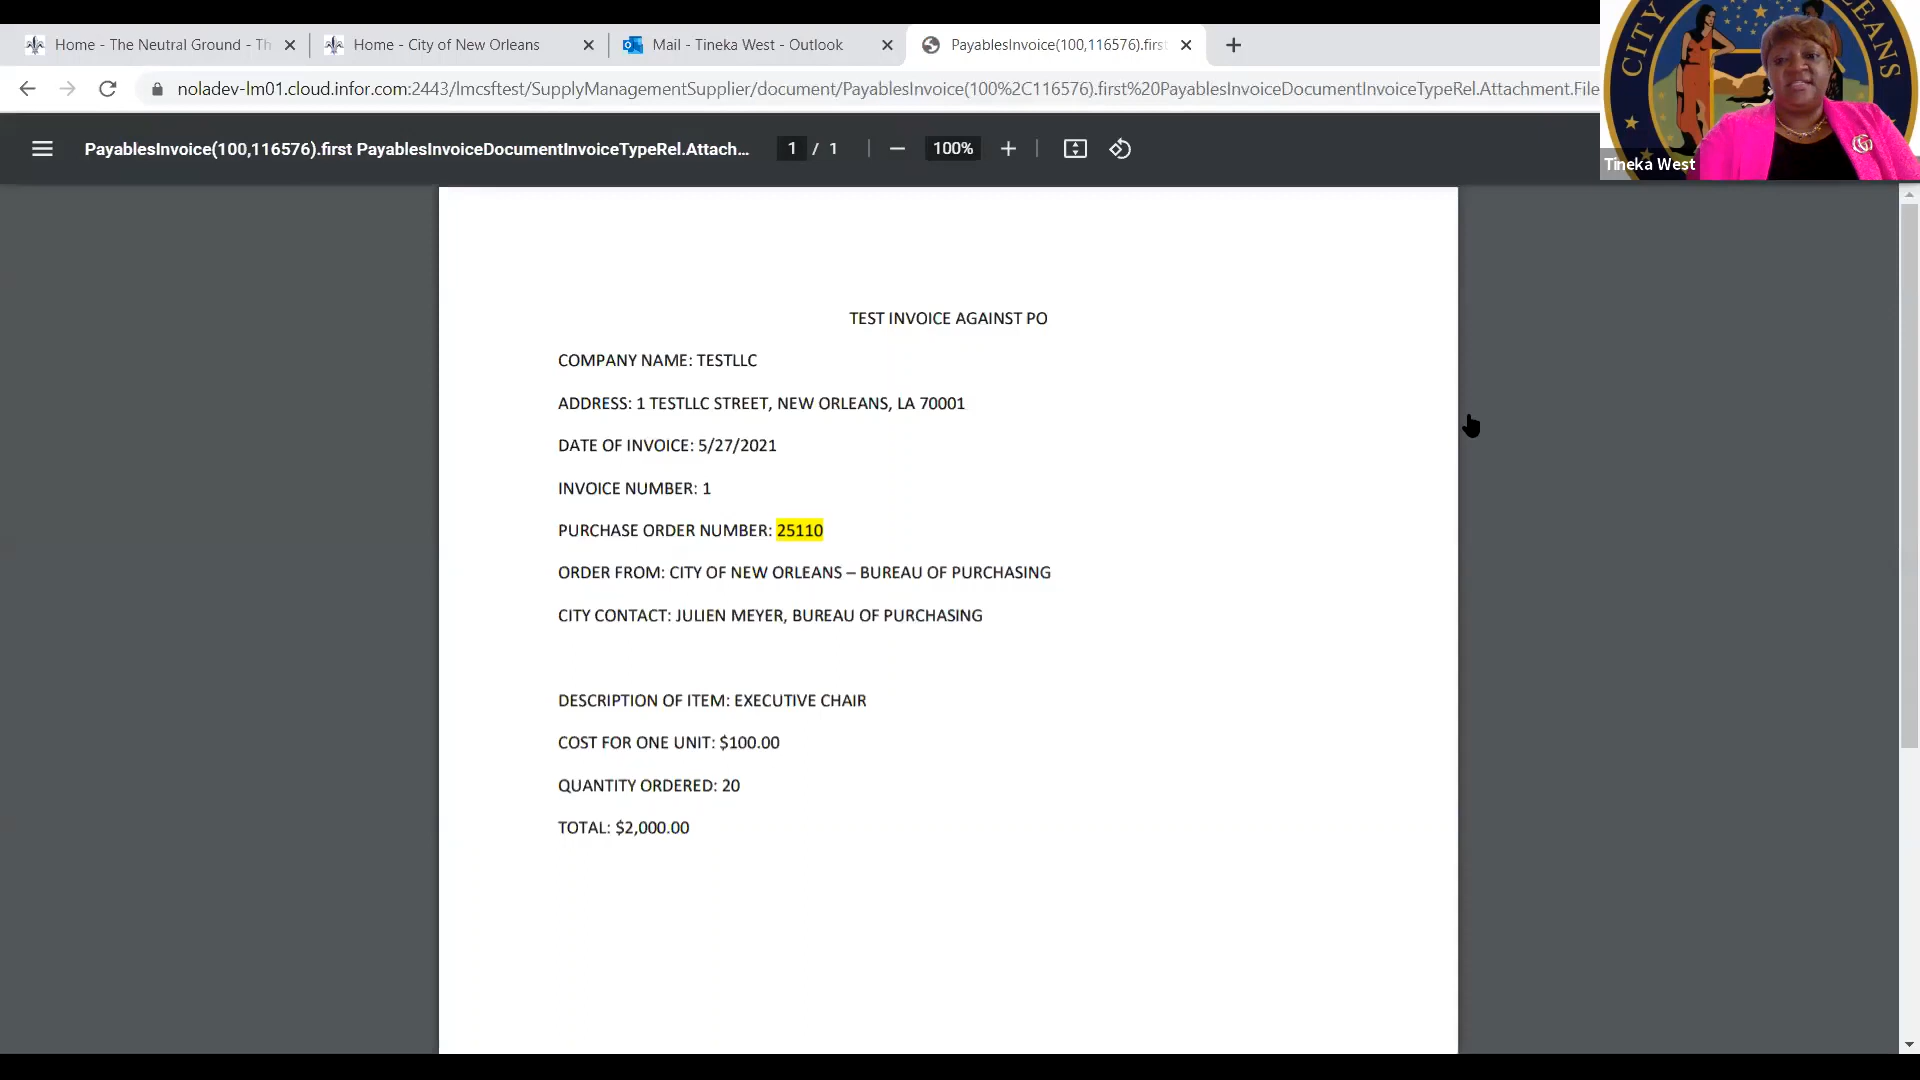 Home - The Neutral Ground - Th
Home - City of New Orleans
Mail - Tineka West - Outlook
PayablesInvoice(100,116576).first
noladev-lm01.cloud.infor.com:2443/lmcsftest/SupplyManagementSupplier/document/PayablesInvoice(100%2C116576).first%20PayablesInvoiceDocumentInvoiceTypeRel.Attachment.File
PayablesInvoice(100,116576).first PayablesInvoiceDocumentInvoiceTypeRel.Attach...
1 / 1
100%
CITY
LEANS
Tineka West
TEST INVOICE AGAINST PO
COMPANY NAME: TESTLLC
ADDRESS: 1 TESTLLC STREET, NEW ORLEANS, LA 70001
DATE OF INVOICE: 5/27/2021
INVOICE NUMBER: 1
PURCHASE ORDER NUMBER: 25110
ORDER FROM: CITY OF NEW ORLEANS – BUREAU OF PURCHASING
CITY CONTACT: JULIEN MEYER, BUREAU OF PURCHASING
DESCRIPTION OF ITEM: EXECUTIVE CHAIR
COST FOR ONE UNIT: $100.00
QUANTITY ORDERED: 20
TOTAL: $2,000.00